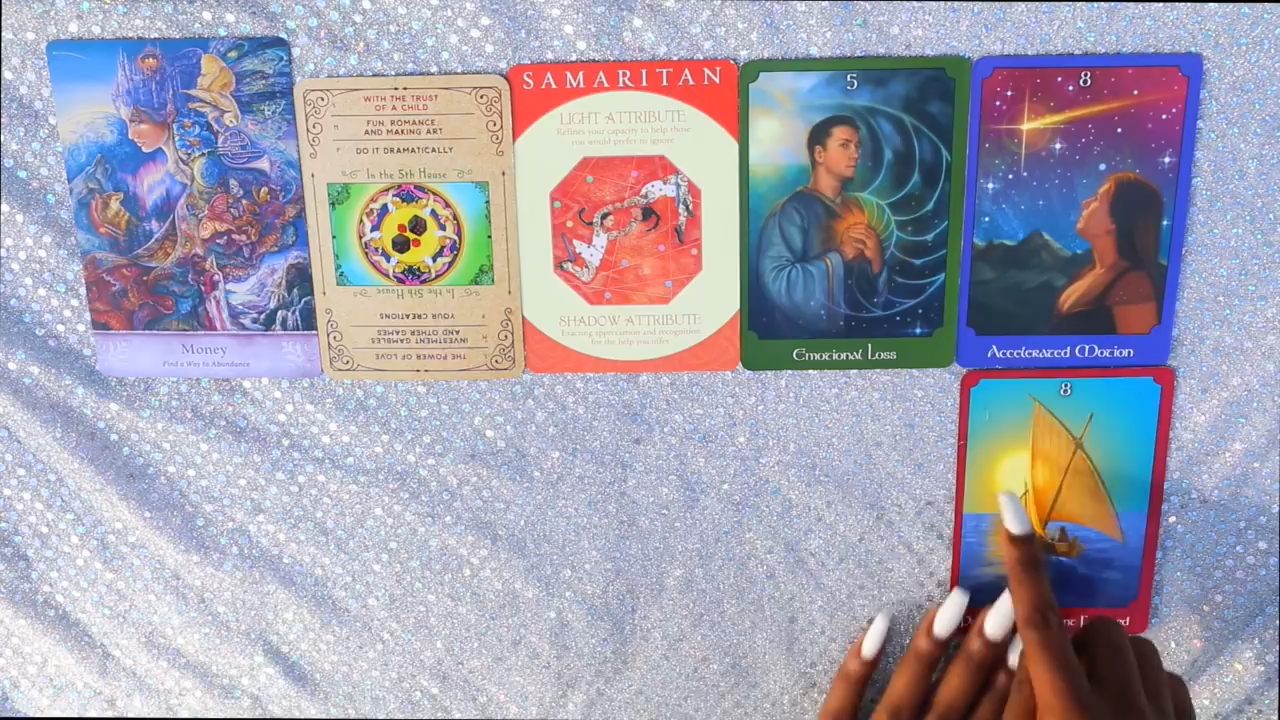 Money
Find a Way to Abundance
WITH THE TRUST
OF A CHILD
FUN, ROMANCE,
AND MAKING ART
DO IT DRAMATICALLY
In the 5th House
In the 5th House
YOUR CREATIONS
INVESTMENT GAMBLES
AND OTHER GAMES
THE POWER OF LOVE
SAMARITAN
LIGHT ATTRIBUTE
Refines your capacity to help those
you would prefer to ignore
SHADOW ATTRIBUTE
Exacting appreciation and recognition
for the help you offer
5
Emotional Loss
8
Accelerated Motion
8